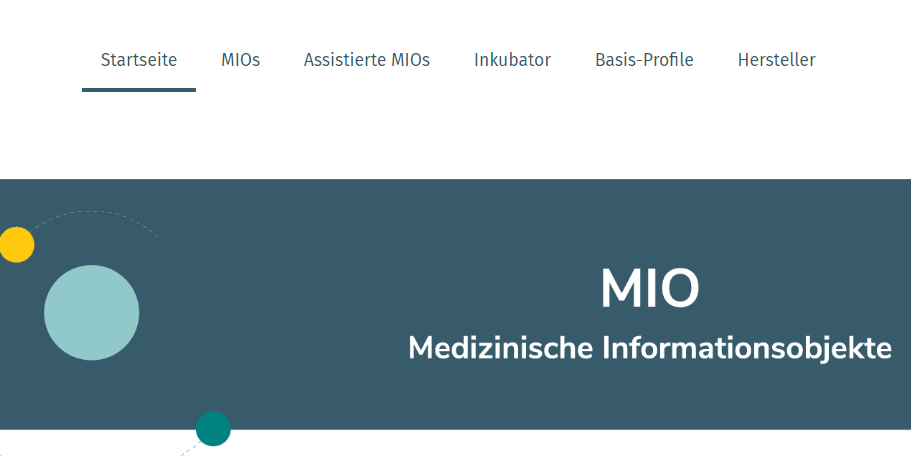 Startseite MIOs Assistierte MIOs Inkubator Basis-Profile Hersteller
MIO
Medizinische Informationsobjekte